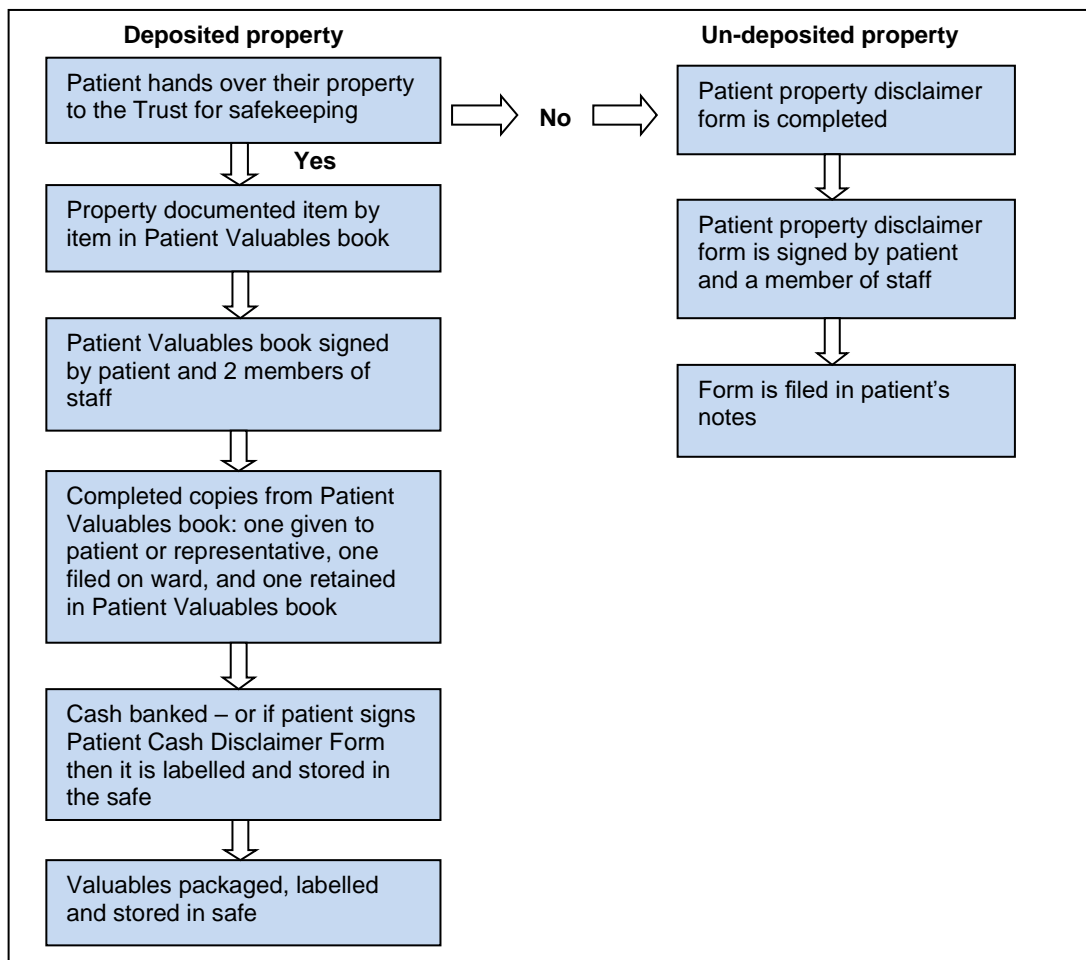 Deposited property
Patient hands over their property
to the Trust for safekeeping
Yes
Property documented item by
item in Patient Valuables book
Patient Valuables book signed
by patient and 2 members of
staff
Completed copies from Patient
Valuables book: one given to
patient or representative, one
filed on ward, and one retained
in Patient Valuables book
Cash banked – or if patient signs
Patient Cash Disclaimer Form
then it is labelled and stored in
the safe
Valuables packaged, labelled
and stored in safe
No
Un-deposited property
Patient property disclaimer
form is completed
Patient property disclaimer
form is signed by patient
and a member of staff
Form is filed in patient’s
notes